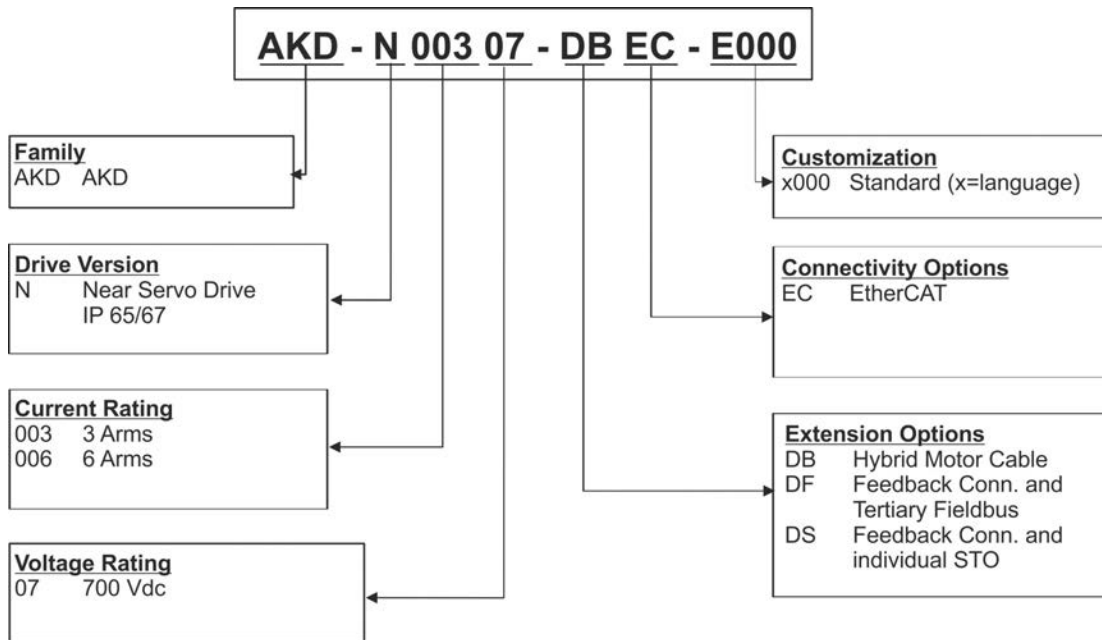 AKD - N 003 07 - DB EC - E000
Family
AKD AKD
Drive Version
N Near Servo Drive
IP 65/67
Current Rating
003 3 Arms
006 6 Arms
Voltage Rating
07 700 Vdc
Customization
x000 Standard (x=language)
Connectivity Options
EC EtherCAT
Extension Options
DB Hybrid Motor Cable
DF Feedback Conn. and
Tertiary Fieldbus
DS Feedback Conn. and
individual STO